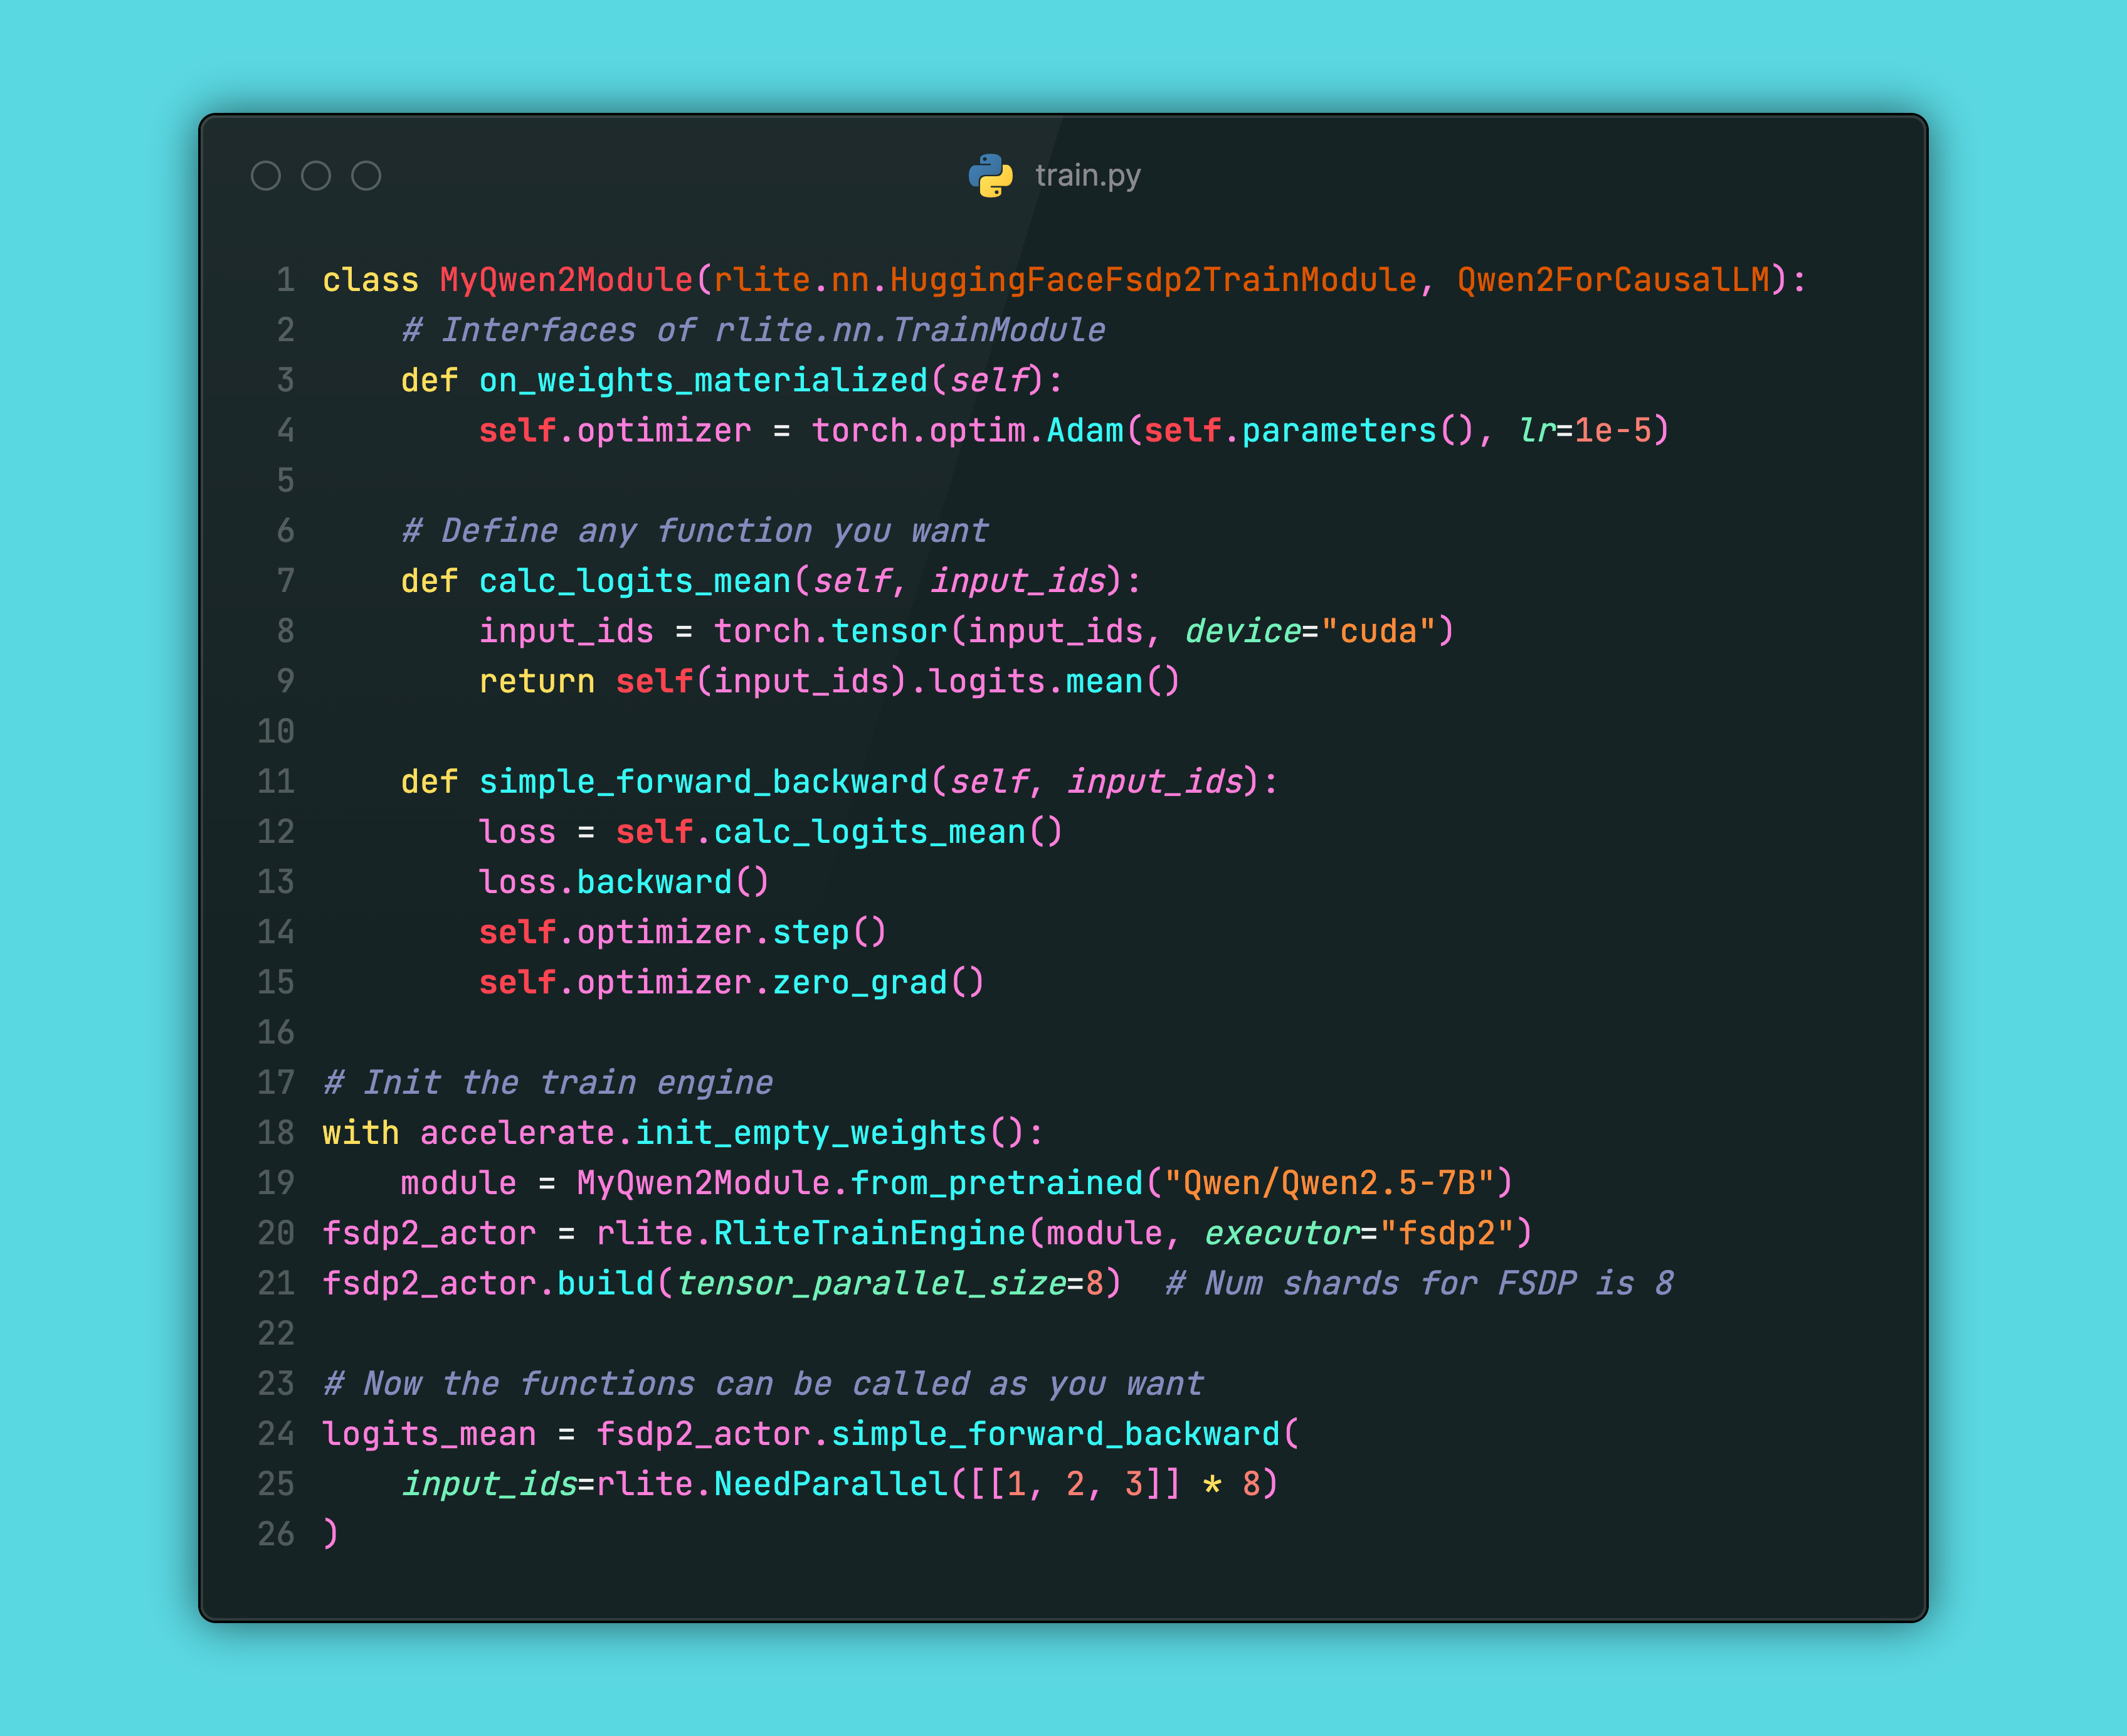 train.py
1 class MyQwen2Module(rlite.nn.HuggingFaceFsdp2TrainModule, Qwen2ForCausalLM):
2     # Interfaces of rlite.nn.TrainModule
3     def on_weights_materialized(self):
4         self.optimizer = torch.optim.Adam(self.parameters(), lr=1e-5)
5
6     # Define any function you want
7     def calc_logits_mean(self, input_ids):
8         input_ids = torch.tensor(input_ids, device="cuda")
9         return self(input_ids).logits.mean()
10
11     def simple_forward_backward(self, input_ids):
12         loss = self.calc_logits_mean()
13         loss.backward()
14         self.optimizer.step()
15         self.optimizer.zero_grad()
16
17 # Init the train engine
18 with accelerate.init_empty_weights():
19     module = MyQwen2Module.from_pretrained("Qwen/Qwen2.5-7B")
20 fsdp2_actor = rlite.RliteTrainEngine(module, executor="fsdp2")
21 fsdp2_actor.build(tensor_parallel_size=8)  # Num shards for FSDP is 8
22
23 # Now the functions can be called as you want
24 logits_mean = fsdp2_actor.simple_forward_backward(
25     input_ids=rlite.NeedParallel([[1, 2, 3]] * 8)
26 )